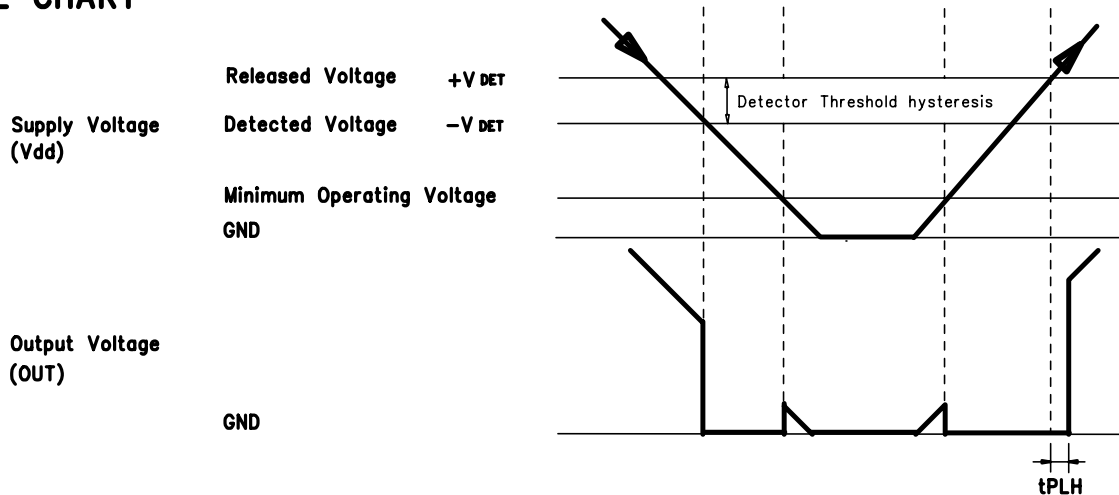 CHART
Released Voltage +V DET
Detector Threshold hysteresis
Supply Voltage
(Vdd)
Detected Voltage -V DET
Minimum Operating Voltage
GND
Output Voltage
(OUT)
GND
tPLH